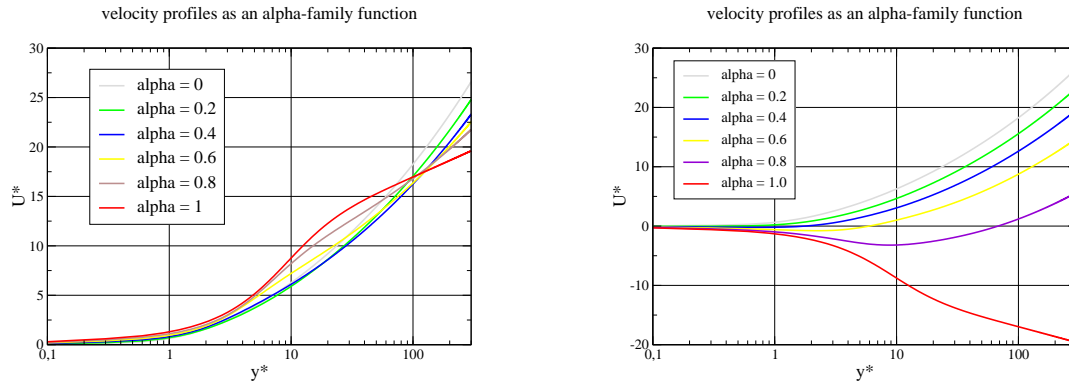 velocity profiles as an alpha-family function
30
25
20
15
10
5
0
U*
alpha = 0
alpha = 0.2
alpha = 0.4
alpha = 0.6
alpha = 0.8
alpha = 1
0,1
1
10
100
y*
velocity profiles as an alpha-family function
30
20
10
0
-10
-20
U*
alpha = 0
alpha = 0.2
alpha = 0.4
alpha = 0.6
alpha = 0.8
alpha = 1.0
0,1
1
10
100
y*